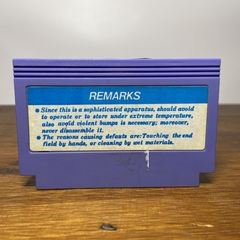 REMARKS
• Since this is a sophisticated apparatus, should avoid
to operate or to store under extreme temperature,
also avoid violent bumps is necessary; moreover,
never disassemble it.
• The reasons causing defauts are:Touching the end
field by hands, or cleaning by wet materials.